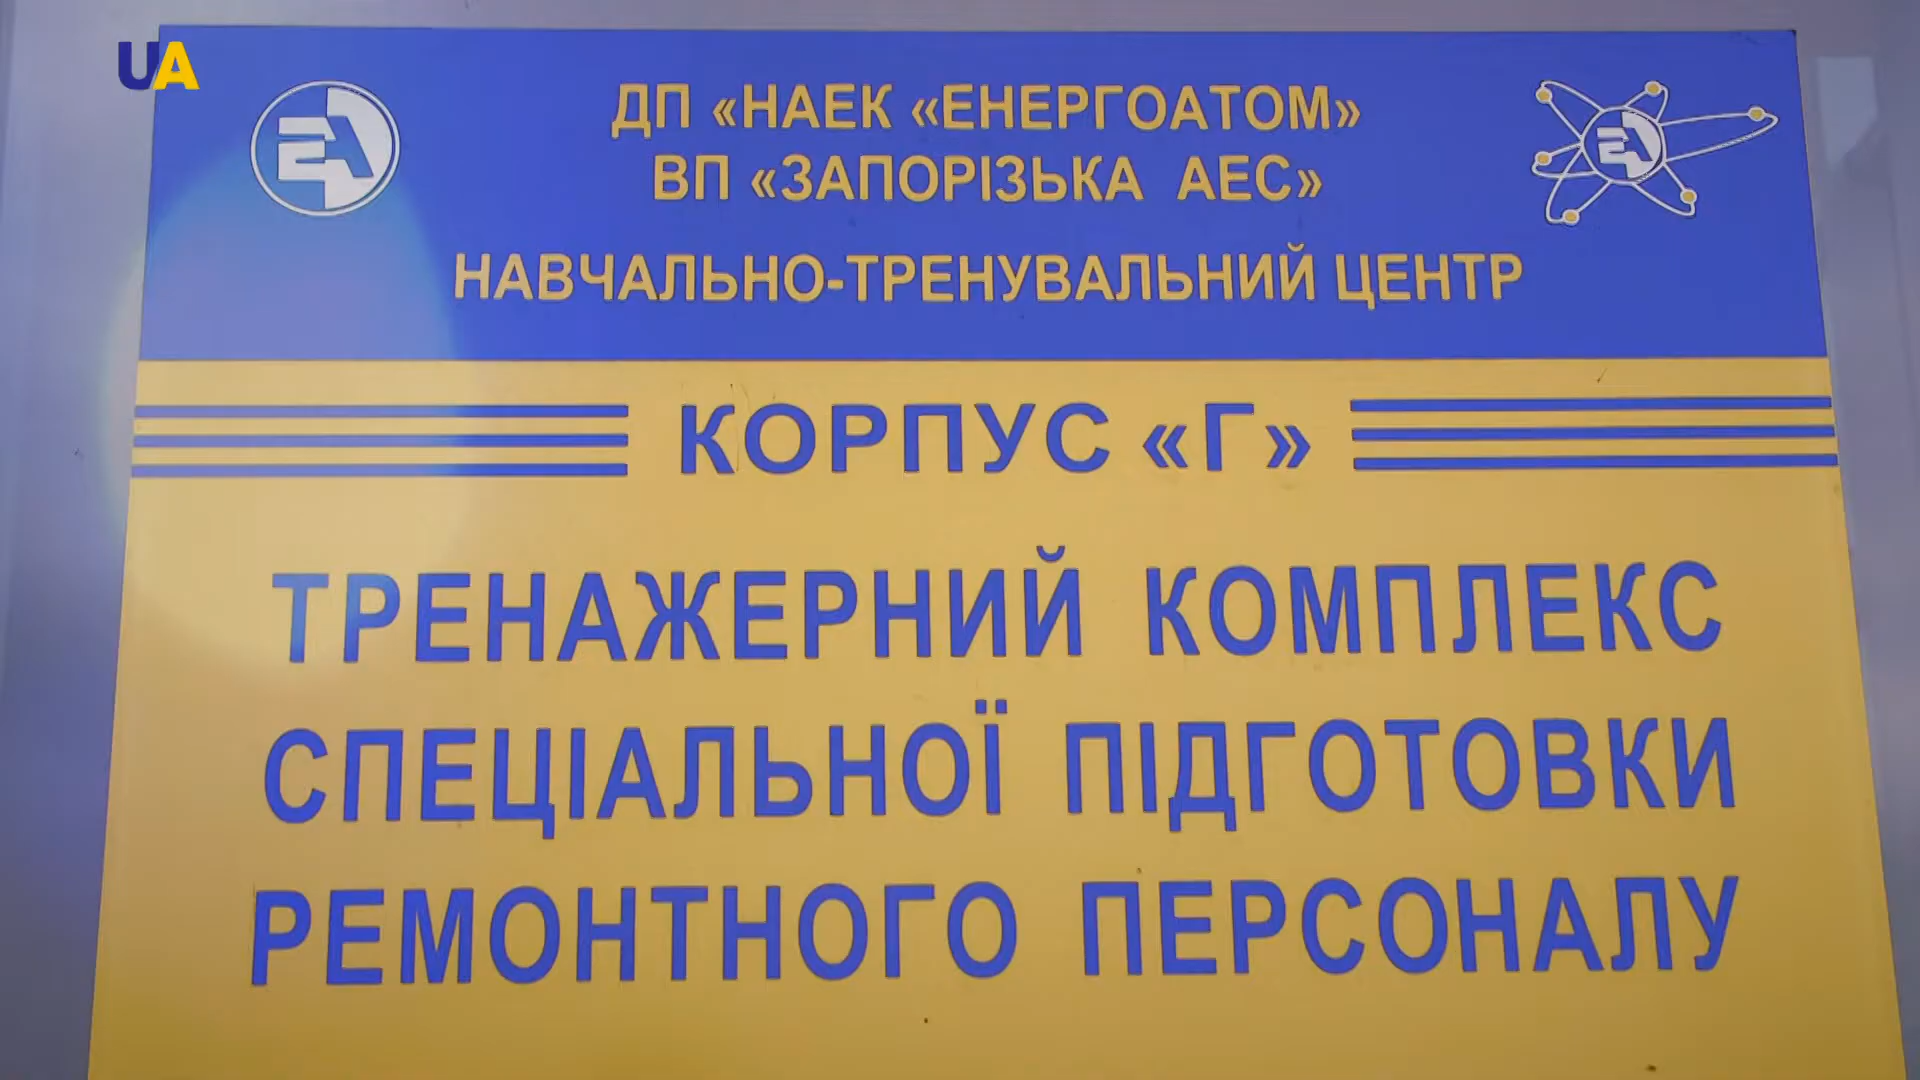 UA
ДП «НАЕК «ЕНЕРГОАТОМ»
ВП «ЗАПОРІЗЬКА АЕС»
НАВЧАЛЬНО-ТРЕНУВАЛЬНИЙ ЦЕНТР
КОРПУС «Г»
ТРЕНАЖЕРНИЙ КОМПЛЕКС
СПЕЦІАЛЬНОЇ ПІДГОТОВКИ
РЕМОНТНОГО ПЕРСОНАЛУ